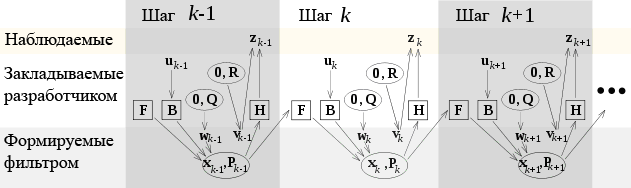 Шаг k-1 Шаг k Шаг k+1
Наблюдаемые z k-1 z k z k+1
u k-1 u k u k+1
Закладываемые 0, R 0, R 0, R
разработчиком 0, Q 0, Q 0, Q ...
F B H F B H F B H
Формируемые w k-1 v k-1 w k v k w k+1 v k+1
фильтром x k-1 , P k-1 x k , P k x k+1 , P k+1